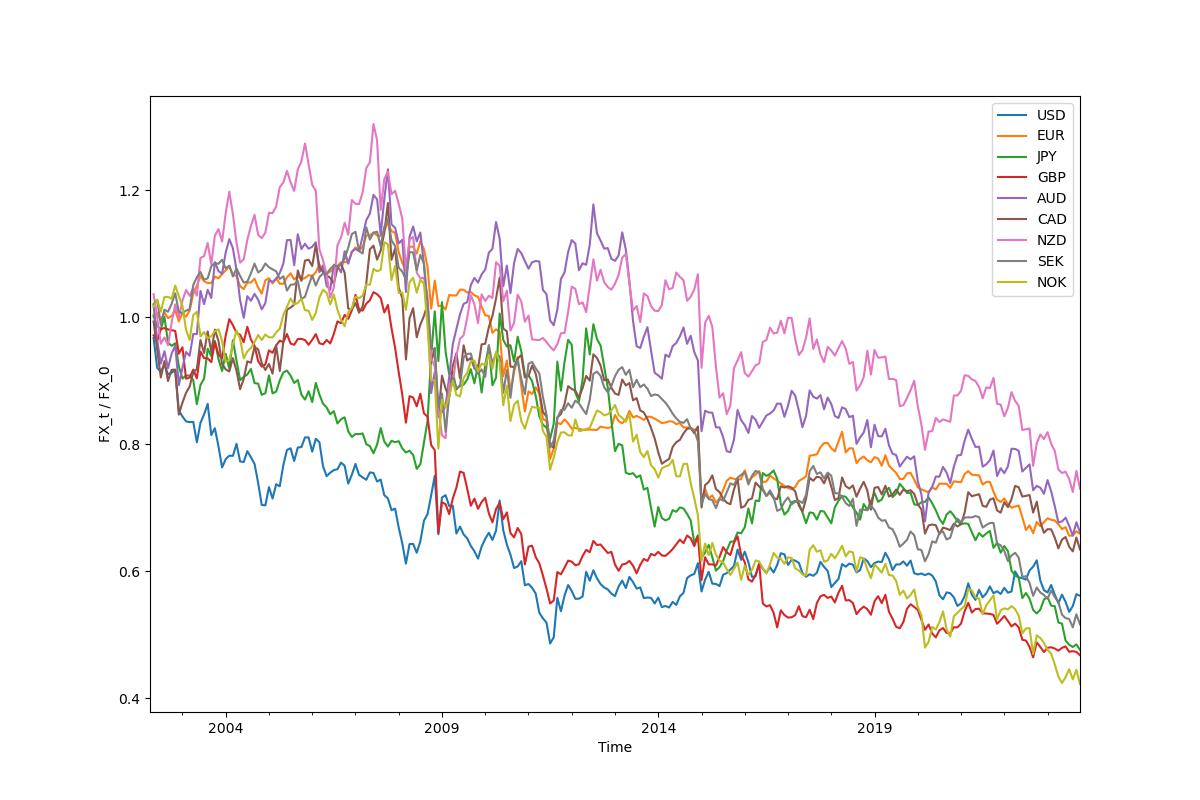 USD
EUR
JPY
GBP
AUD
CAD
NZD
SEK
NOK
FX_t / FX_0
1.2
1.0
0.8
0.6
0.4
2004
2009
2014
2019
Time